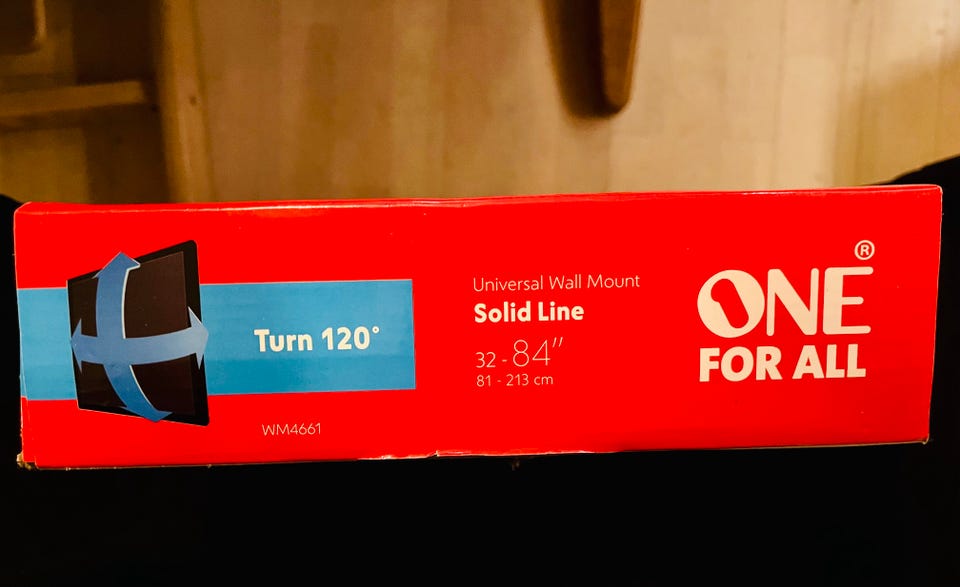 Turn 120°
WM4661
Universal Wall Mount
Solid Line
32 - 84"
81 - 213 cm
ONE®
FOR ALL